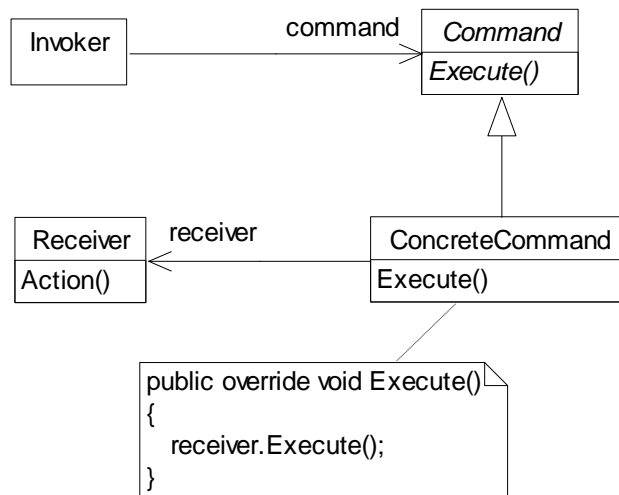 Invoker
command
Command
Execute()
Receiver
Action()
receiver
ConcreteCommand
Execute()
public override void Execute()
{
receiver.Execute();
}